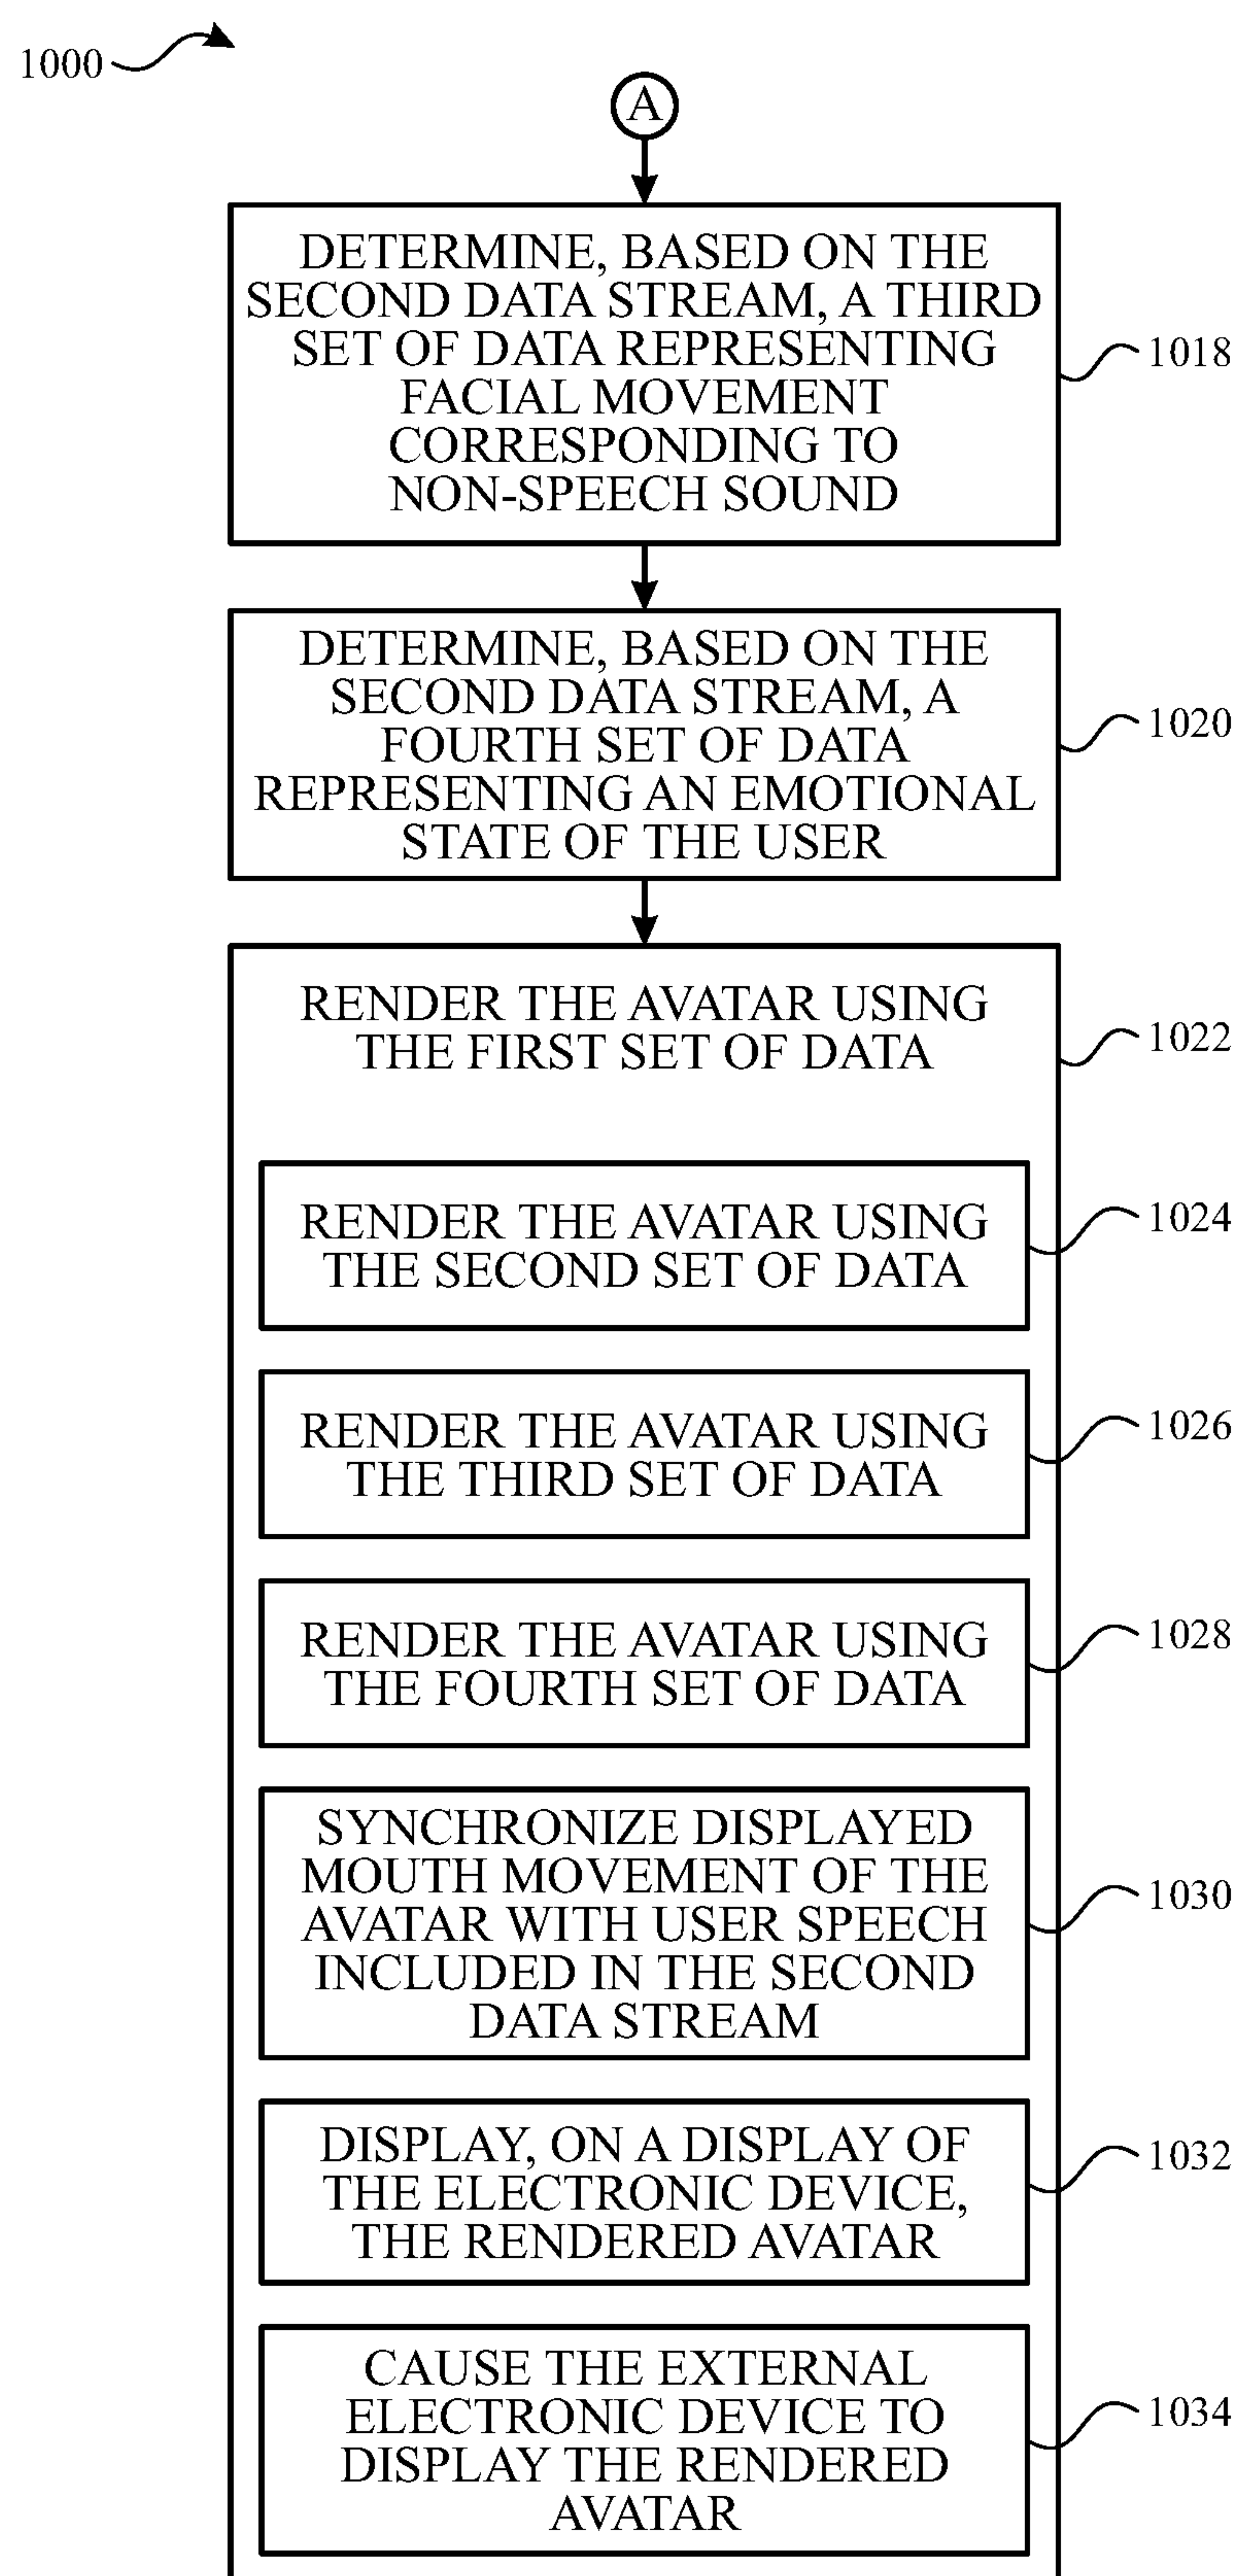 1000
A
DETERMINE, BASED ON THE
SECOND DATA STREAM, A THIRD
SET OF DATA REPRESENTING
FACIAL MOVEMENT
CORRESPONDING TO
NON-SPEECH SOUND
1018
DETERMINE, BASED ON THE
SECOND DATA STREAM, A
FOURTH SET OF DATA
REPRESENTING AN EMOTIONAL
STATE OF THE USER
1020
RENDER THE AVATAR USING
THE FIRST SET OF DATA
1022
RENDER THE AVATAR USING
THE SECOND SET OF DATA
1024
RENDER THE AVATAR USING
THE THIRD SET OF DATA
1026
RENDER THE AVATAR USING
THE FOURTH SET OF DATA
1028
SYNCHRONIZE DISPLAYED
MOUTH MOVEMENT OF THE
AVATAR WITH USER SPEECH
INCLUDED IN THE SECOND
DATA STREAM
1030
DISPLAY, ON A DISPLAY OF
THE ELECTRONIC DEVICE,
THE RENDERED AVATAR
1032
CAUSE THE EXTERNAL
ELECTRONIC DEVICE TO
DISPLAY THE RENDERED
AVATAR
1034